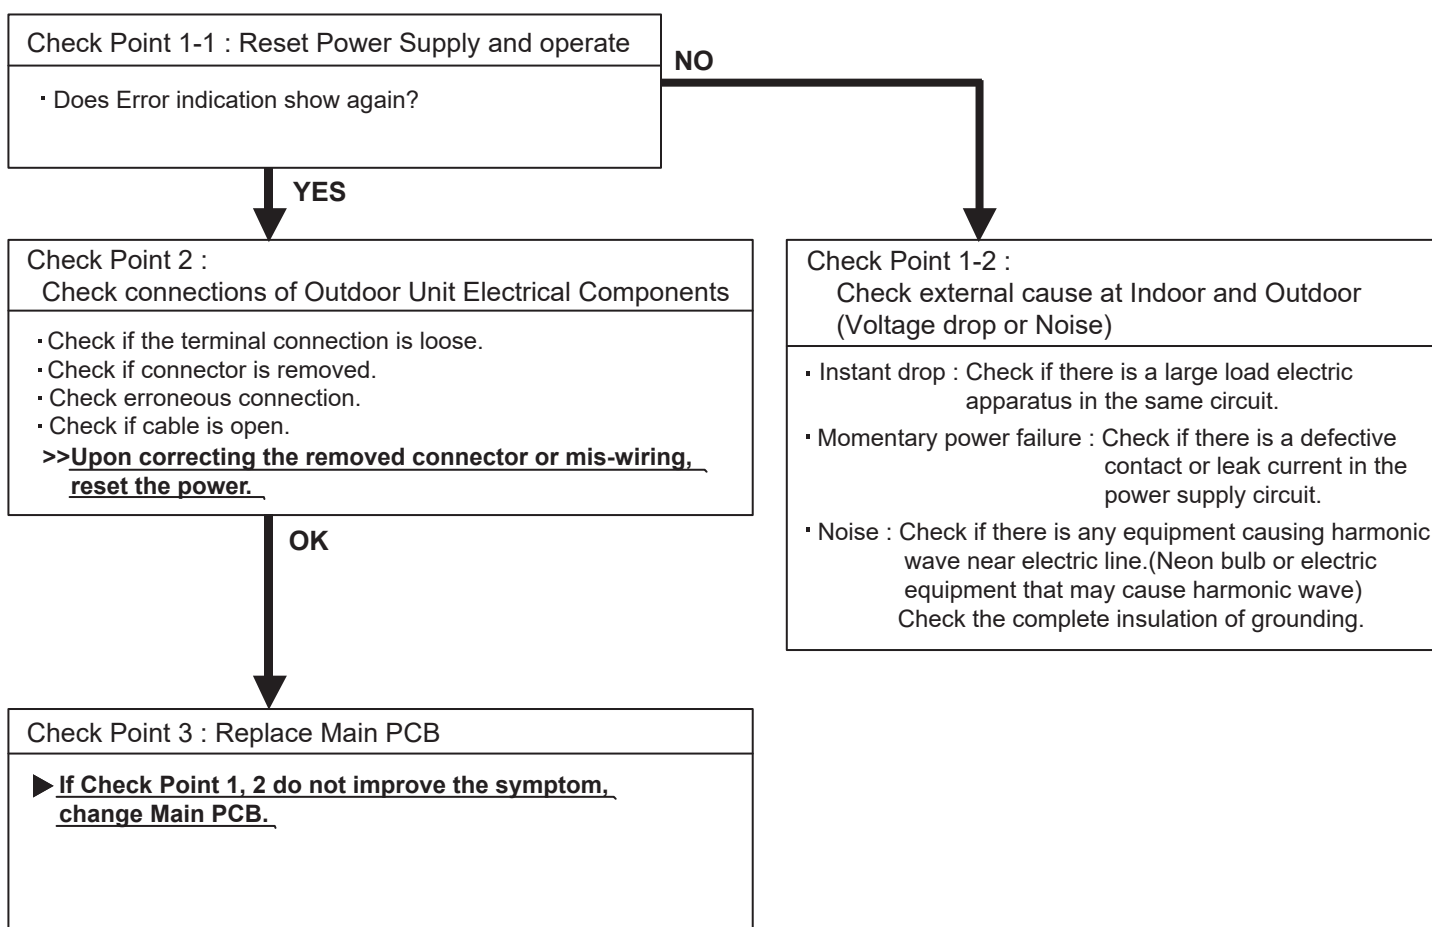 Check Point 1-1 : Reset Power Supply and operate
· Does Error indication show again?
NO
YES
Check Point 2 :
Check connections of Outdoor Unit Electrical Components
· Check if the terminal connection is loose.
· Check if connector is removed.
· Check erroneous connection.
· Check if cable is open.
>>Upon correcting the removed connector or mis-wiring,
reset the power.
Check Point 1-2 :
Check external cause at Indoor and Outdoor
(Voltage drop or Noise)
· Instant drop : Check if there is a large load electric
apparatus in the same circuit.
· Momentary power failure : Check if there is a defective
contact or leak current in the
power supply circuit.
· Noise : Check if there is any equipment causing harmonic
wave near electric line.(Neon bulb or electric
equipment that may cause harmonic wave)
Check the complete insulation of grounding.
OK
Check Point 3 : Replace Main PCB
▶ If Check Point 1, 2 do not improve the symptom,
change Main PCB.